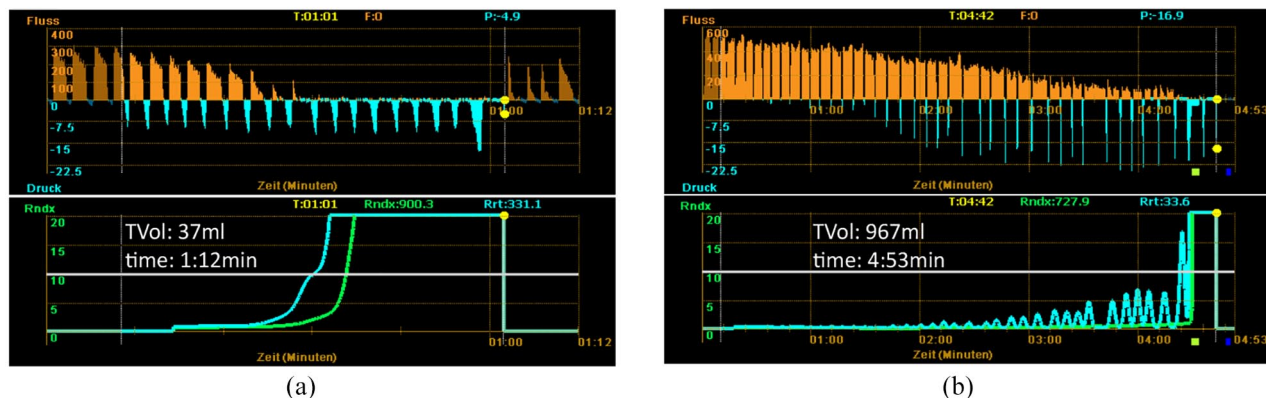 Fluss T:01:01 F:0 P:-4.9
400
300
200
100
0
-7.5
-15
-22.5
01:00 01:12
Druck Zeit (Minuten)
Rndx T:01:01 Rndx:900.3 Rrt:331.1
20
15
10
5
0
TVol: 37ml
time: 1:12min
01:00 01:12
Zeit (Minuten)
(a)
Fluss T:04:42 F:0 P:-16.9
600
400
200
0
-7.5
-15
-22.5
01:00 02:00 03:00 04:00 04:53
Druck Zeit (Minuten)
Rndx T:04:42 Rndx:727.9 Rrt:33.6
20
15
10
5
0
TVol: 967ml
time: 4:53min
01:00 02:00 03:00 04:00 04:53
Zeit (Minuten)
(b)